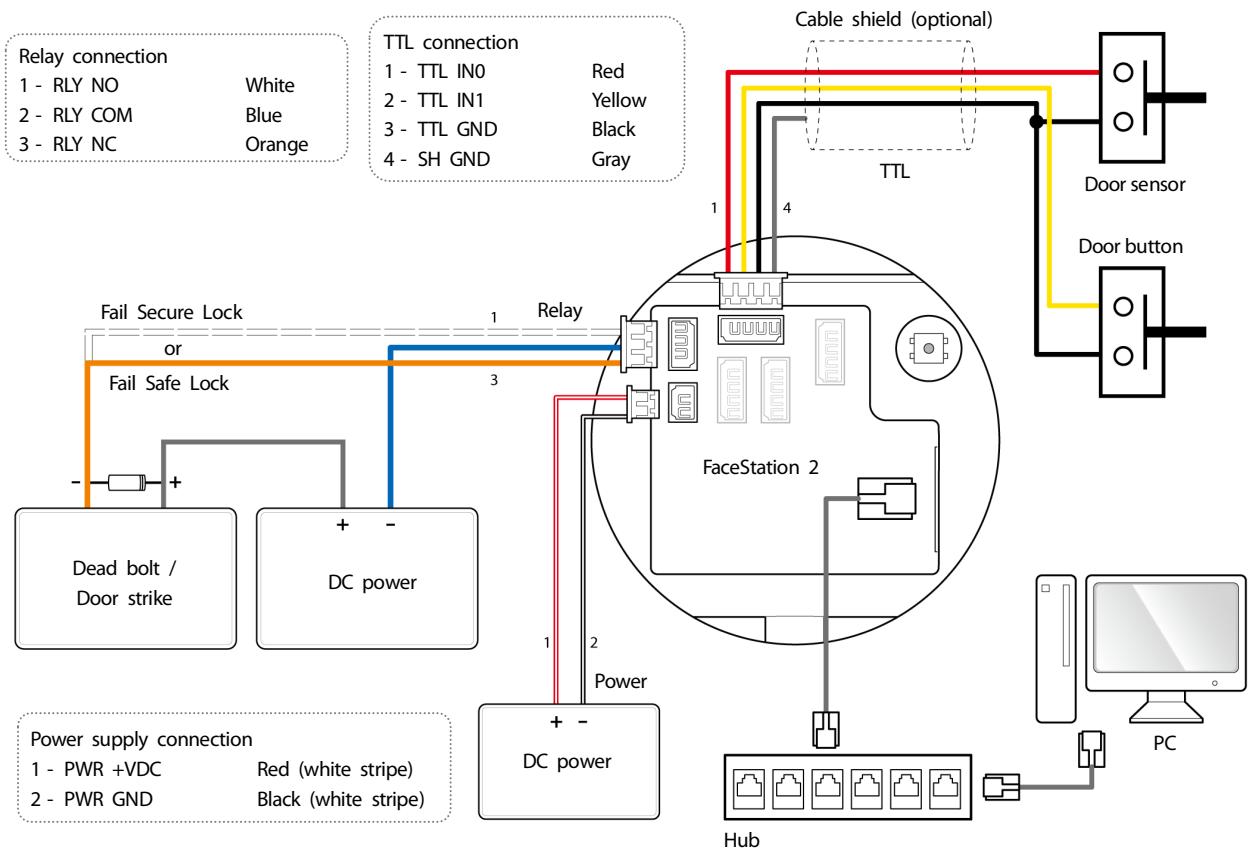 Cable shield (optional)
Relay connection
1 - RLY NO White
2 - RLY COM Blue
3 - RLY NC Orange
TTL connection
1 - TTL IN0 Red
2 - TTL IN1 Yellow
3 - TTL GND Black
4 - SH GND Gray
TTL
Door sensor
1
4
Door button
Fail Secure Lock
1
Relay
or
Fail Safe Lock
3
FaceStation 2
- +
+ -
Dead bolt /
Door strike
DC power
1
2
Power
+ -
DC power
PC
Power supply connection
1 - PWR +VDC Red (white stripe)
2 - PWR GND Black (white stripe)
Hub